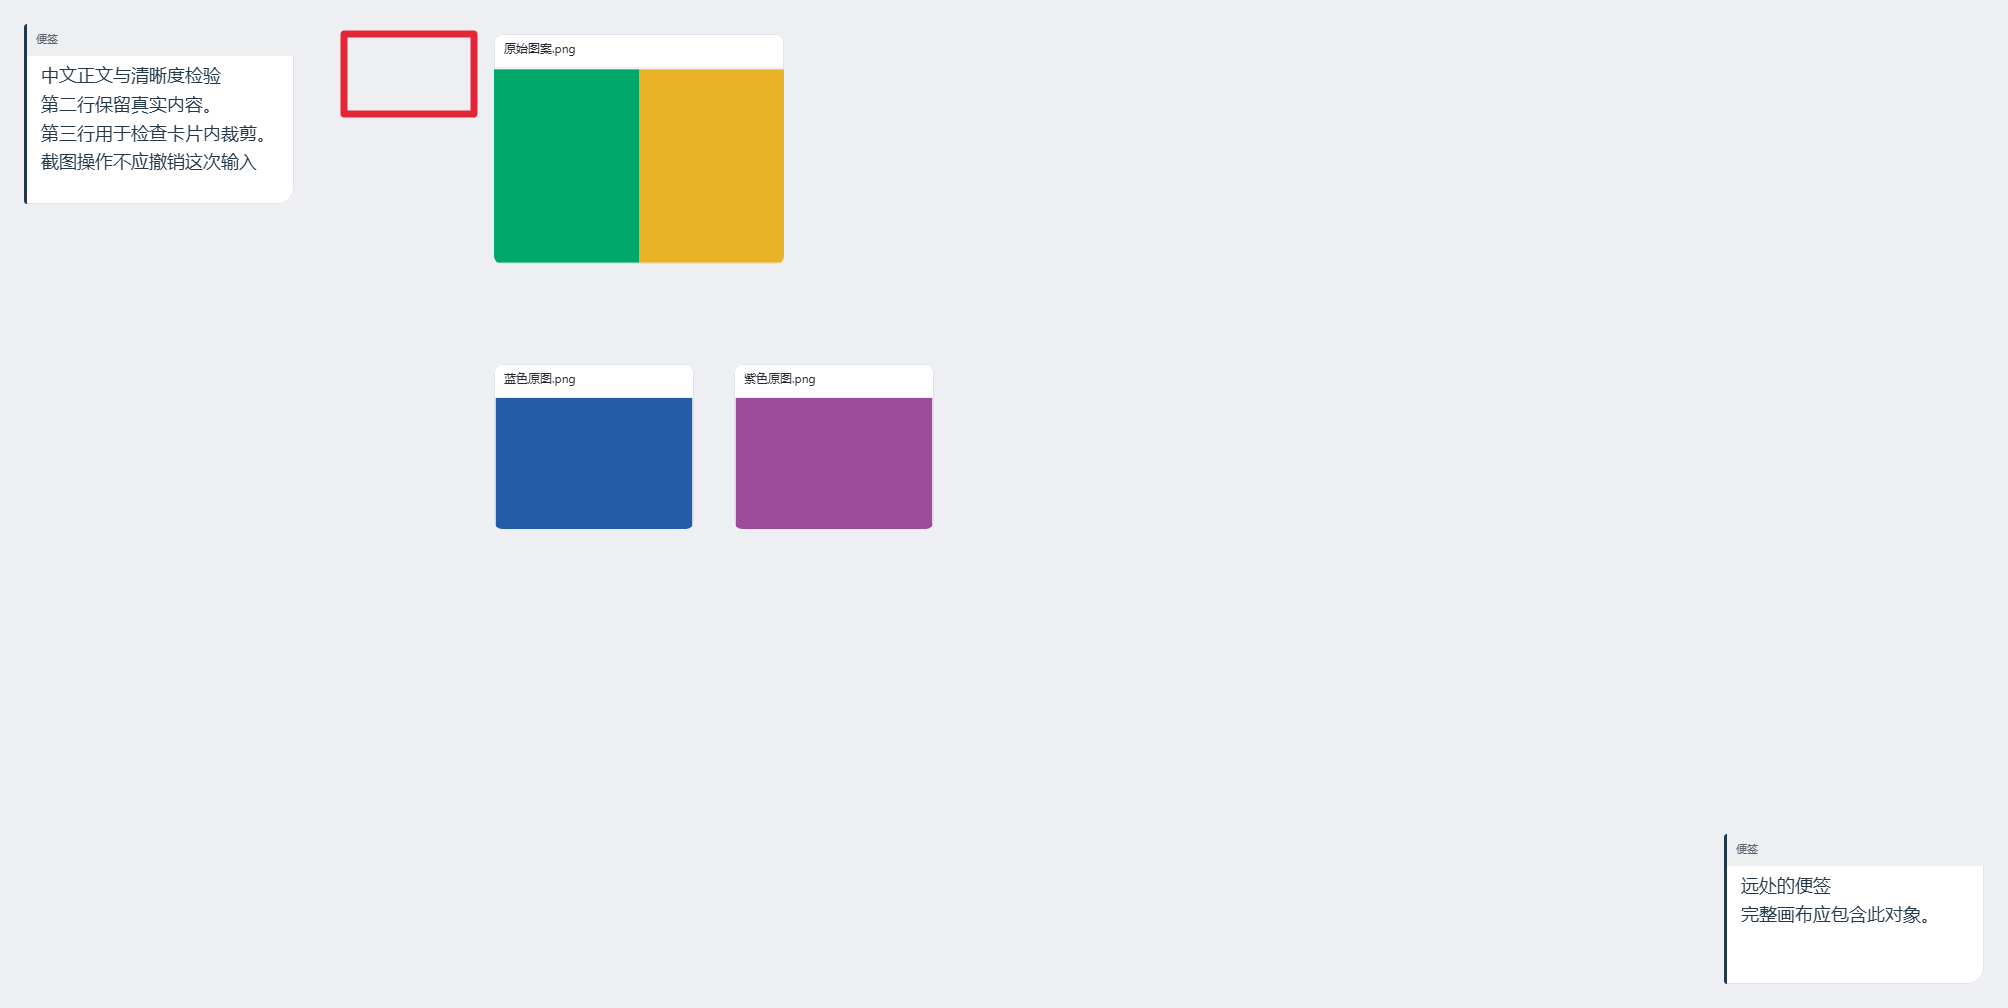 便签
中文正文与清晰度检验
第二行保留真实内容。
第三行用于检查卡片内裁剪。
截图操作不应撤销这次输入
原始图案.png
蓝色原图.png
紫色原图.png
便签
远处的便签
完整画布应包含此对象。